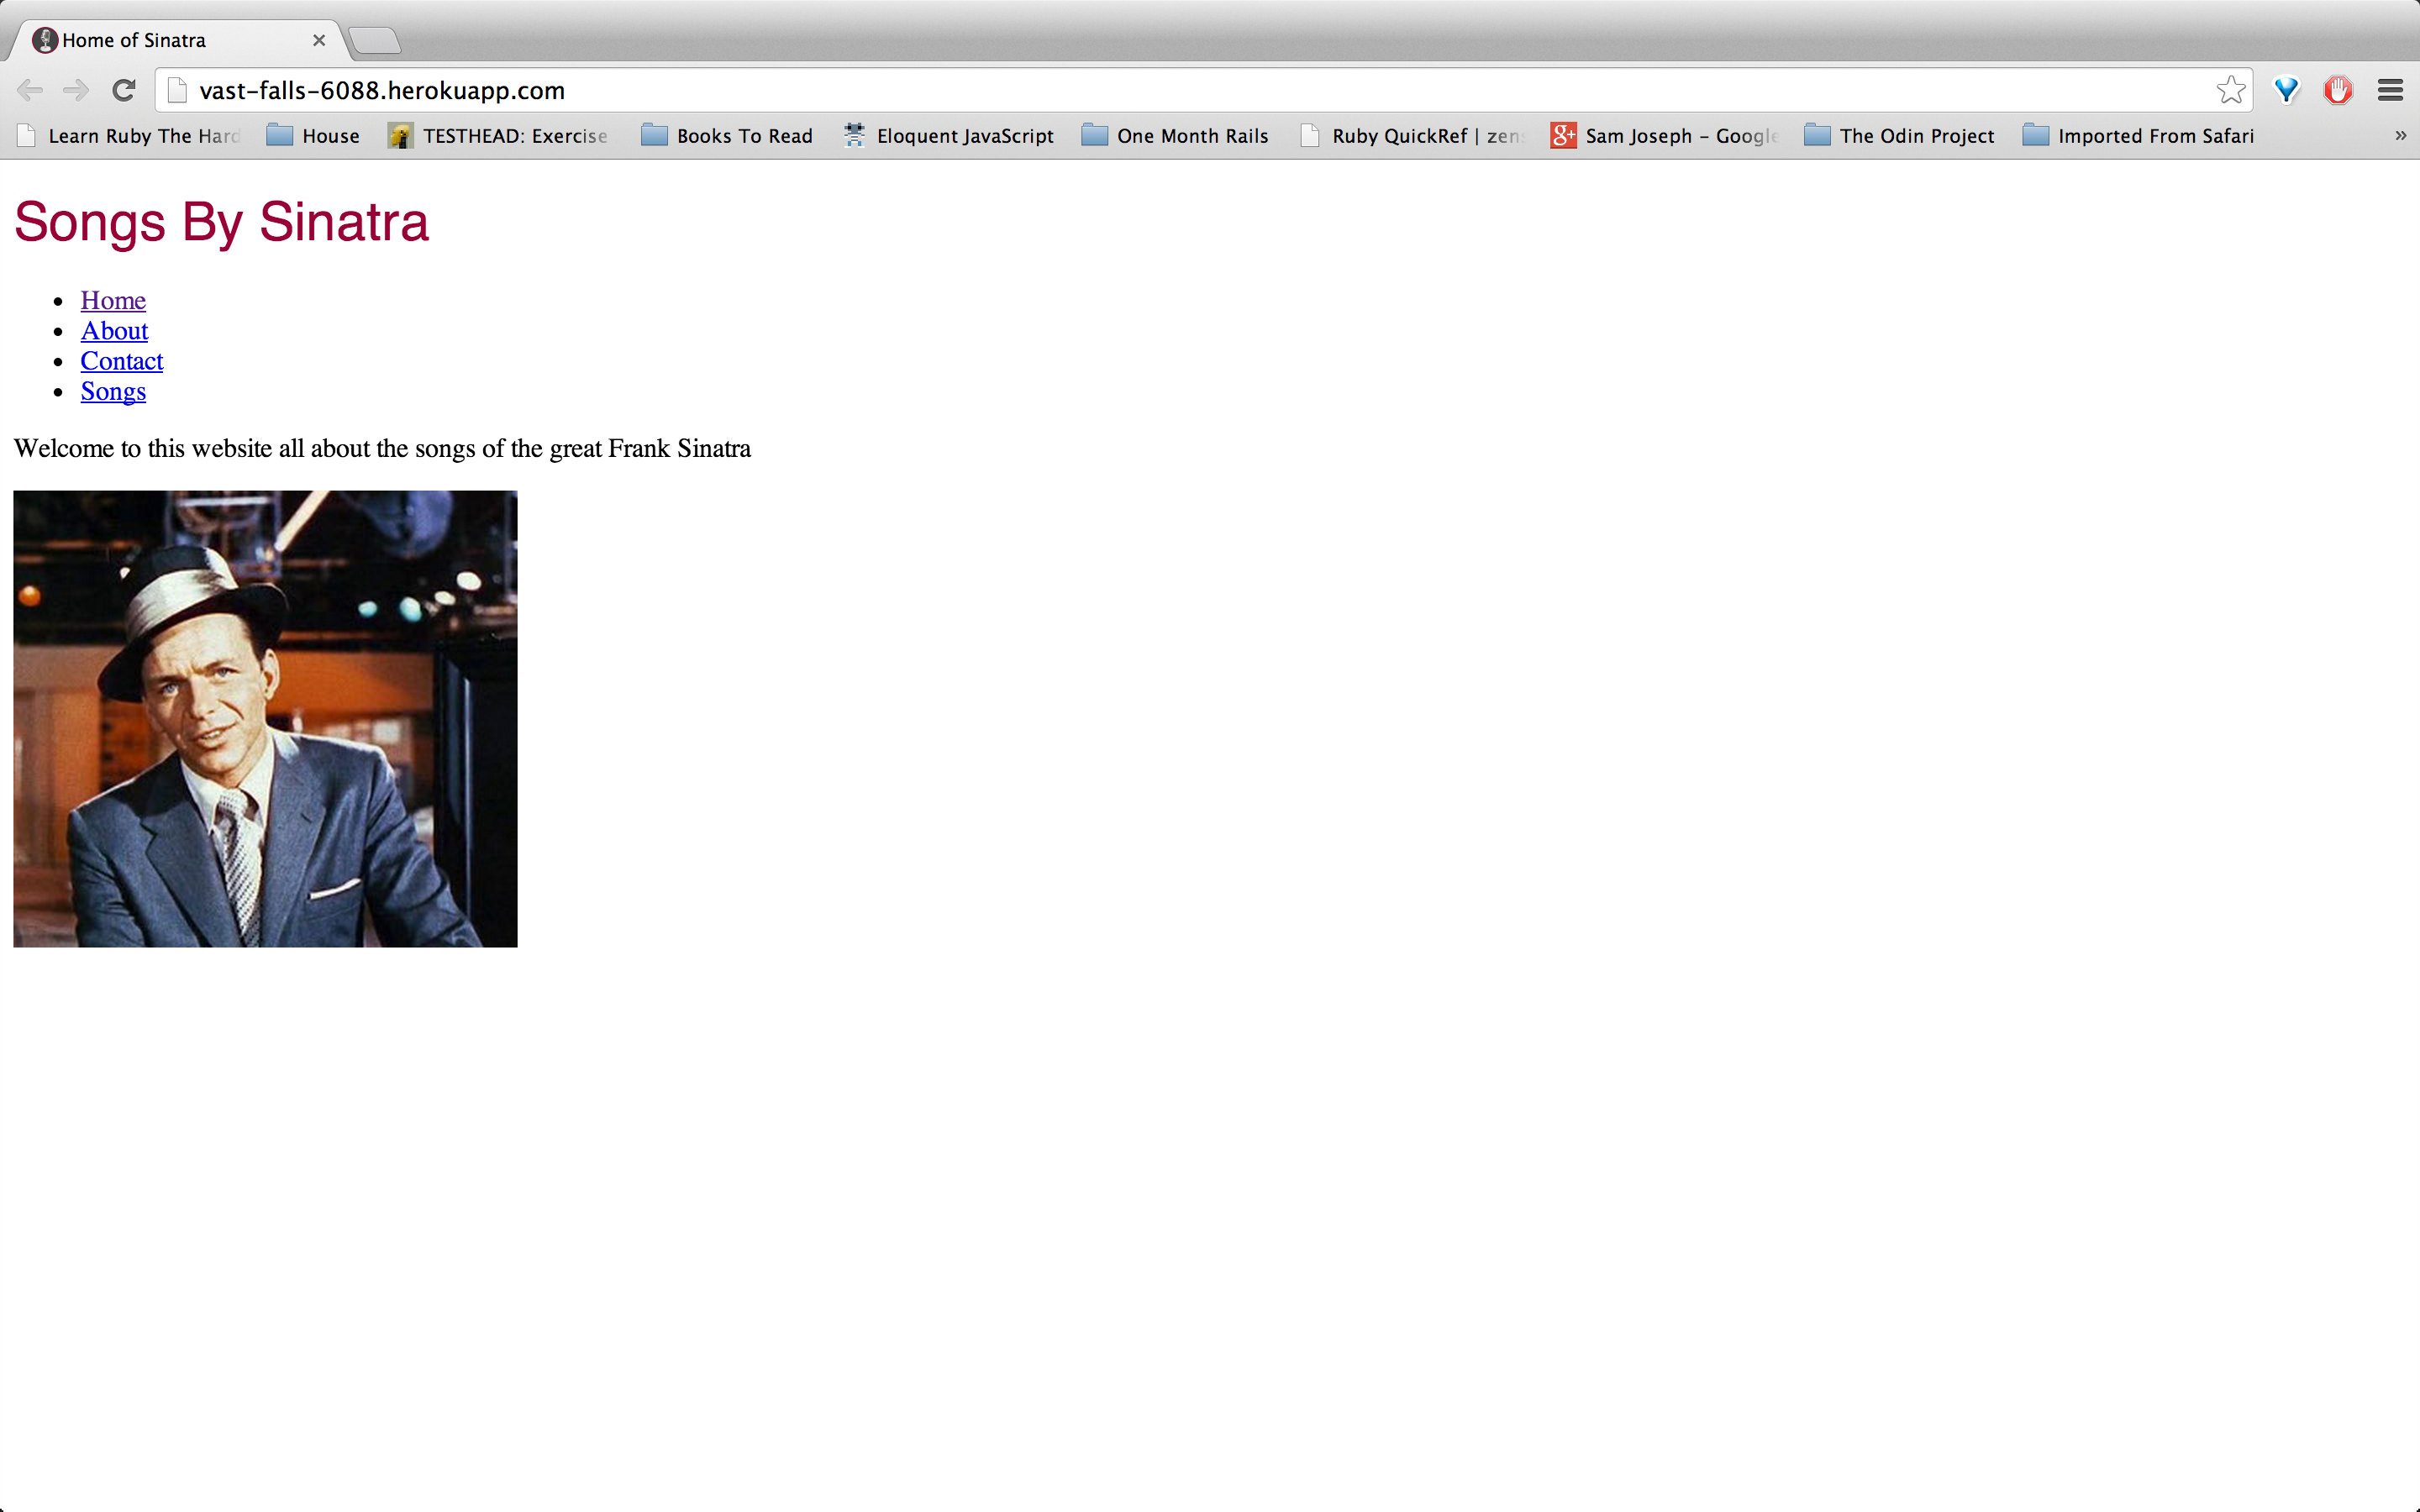 Home of Sinatra
vast-falls-6088.herokuapp.com
Learn Ruby The Hard House TESTHEAD: Exercise Books To Read Eloquent JavaScript One Month Rails Ruby QuickRef | zen Sam Joseph – Google The Odin Project Imported From Safari »
Songs By Sinatra
• Home
• About
• Contact
• Songs
Welcome to this website all about the songs of the great Frank Sinatra